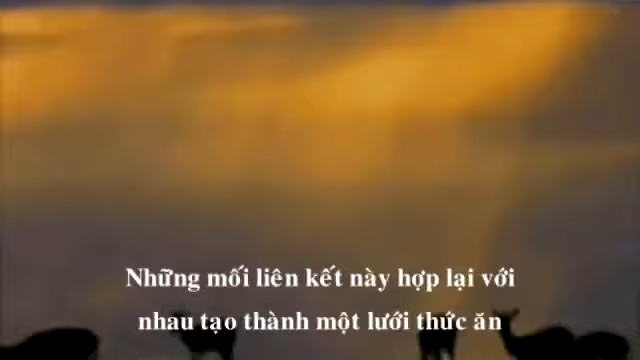 Những mối liên kết này hợp lại với
nhau tạo thành một lưới thức ăn